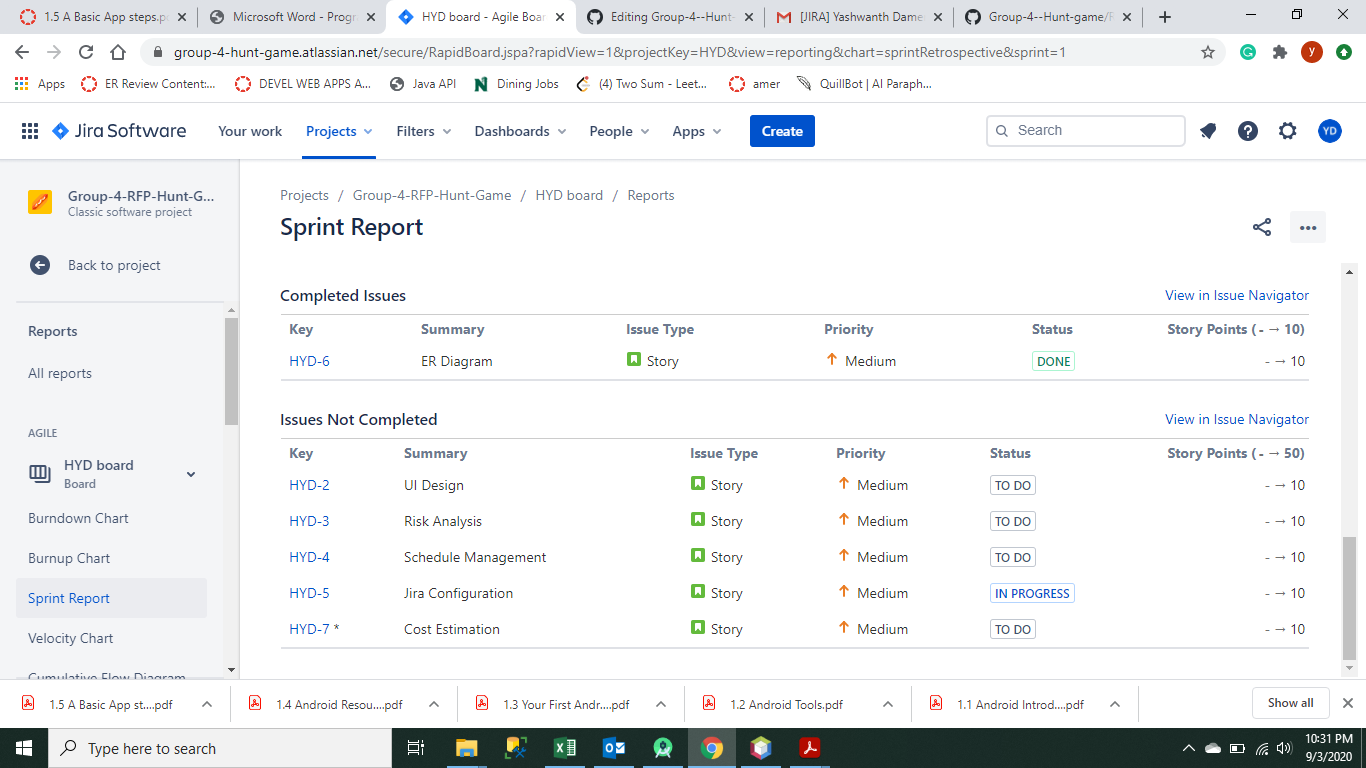 1.5 A Basic App steps.p
Microsoft Word - Progr
HYD board - Agile Boar
Editing Group-4--Hunt-
[JIRA] Yashwanth Dame
Group-4--Hunt-game/R
group-4-hunt-game.atlassian.net/secure/RapidBoard.jspa?rapidView=1&projectKey=HYD&view=reporting&chart=sprintRetrospective&sprint=1
y
Apps
ER Review Content:...
DEVEL WEB APPS A...
Java API
Dining Jobs
(4) Two Sum - Leet...
amer
QuillBot | AI Paraph...
Jira Software
Your work
Projects
Filters
Dashboards
People
Apps
Create
Search
YD
Group-4-RFP-Hunt-G...
Classic software project
Back to project
Reports
All reports
AGILE
HYD board
Board
Burndown Chart
Burnup Chart
Sprint Report
Velocity Chart
Cumulative Flow Diagram
Projects / Group-4-RFP-Hunt-Game / HYD board / Reports
Sprint Report
Completed Issues
View in Issue Navigator
Key Summary Issue Type Priority Status Story Points (- → 10)
HYD-6 ER Diagram Story Medium DONE - → 10
Issues Not Completed
View in Issue Navigator
Key Summary Issue Type Priority Status Story Points (- → 50)
HYD-2 UI Design Story Medium TO DO - → 10
HYD-3 Risk Analysis Story Medium TO DO - → 10
HYD-4 Schedule Management Story Medium TO DO - → 10
HYD-5 Jira Configuration Story Medium IN PROGRESS - → 10
HYD-7 * Cost Estimation Story Medium TO DO - → 10
1.5 A Basic App st....pdf
1.4 Android Resou....pdf
1.3 Your First Andr....pdf
1.2 Android Tools.pdf
1.1 Android Introd....pdf
Show all
Type here to search
10:31 PM
9/3/2020